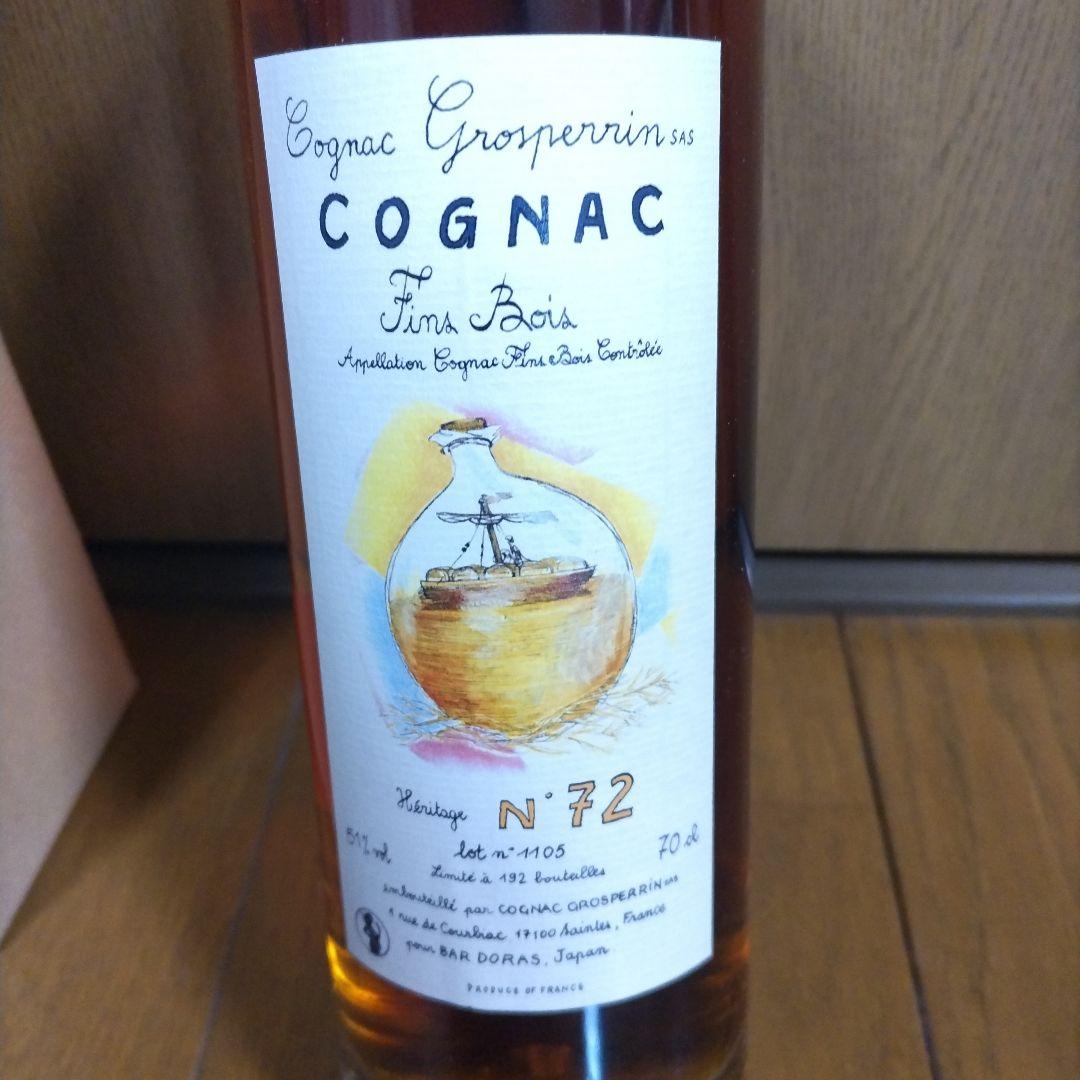 Cognac Grosperrin SAS
COGNAC
Fins Bois
Appellation Cognac Fins Bois Contrôlée
Héritage N° 72
51% vol
lot n° 1105
70 cl
Limité à 192 bouteilles
embouteillé par COGNAC GROSPERRIN SAS
1 rue de Courbiac 17100 Saintes, France
pour BAR DORAS, Japan
PRODUCE OF FRANCE